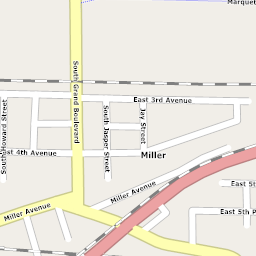 Marquet
South Grand Boulevard
East 3rd Avenue
South Howard Street
South Jasper Street
Jay Street
East 4th Avenue
Miller
Miller Avenue
East 5t
Miller Avenue
East 5th P